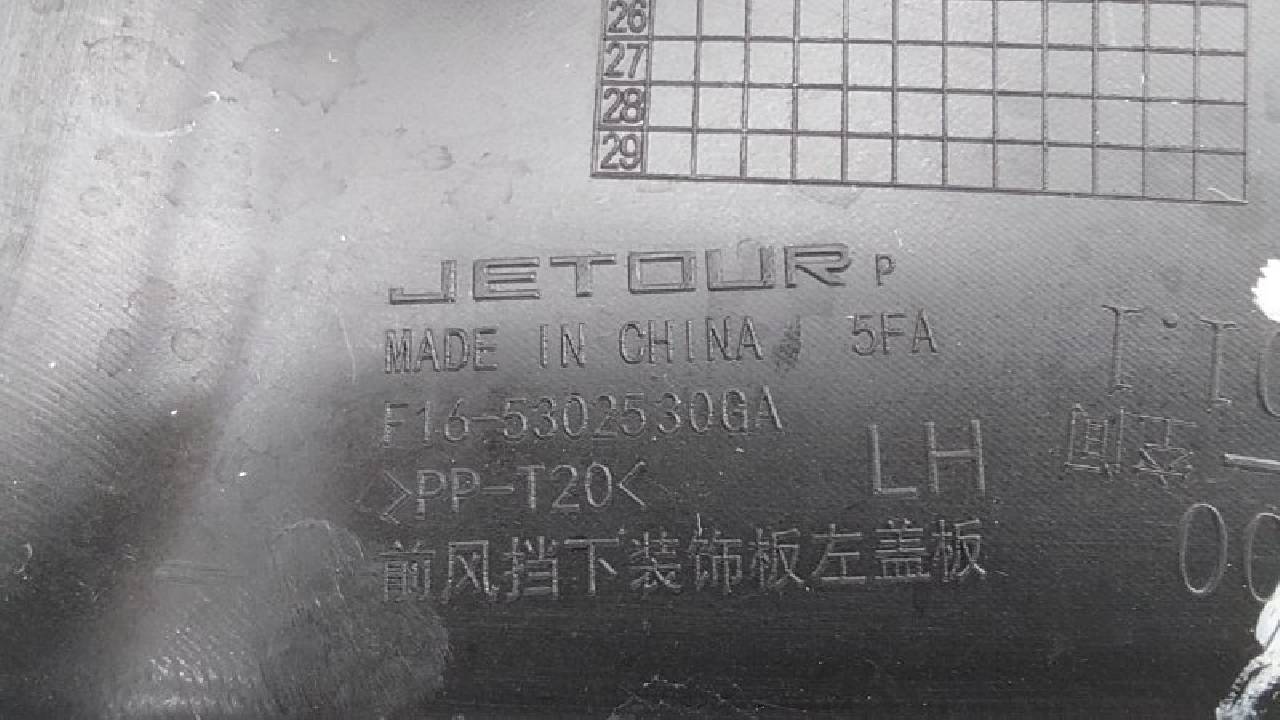 26
27
28
29
JETOUR P
MADE IN CHINA 5FA
F16-5302530GA
>PP-T20< LH
前风挡下装饰板左盖板